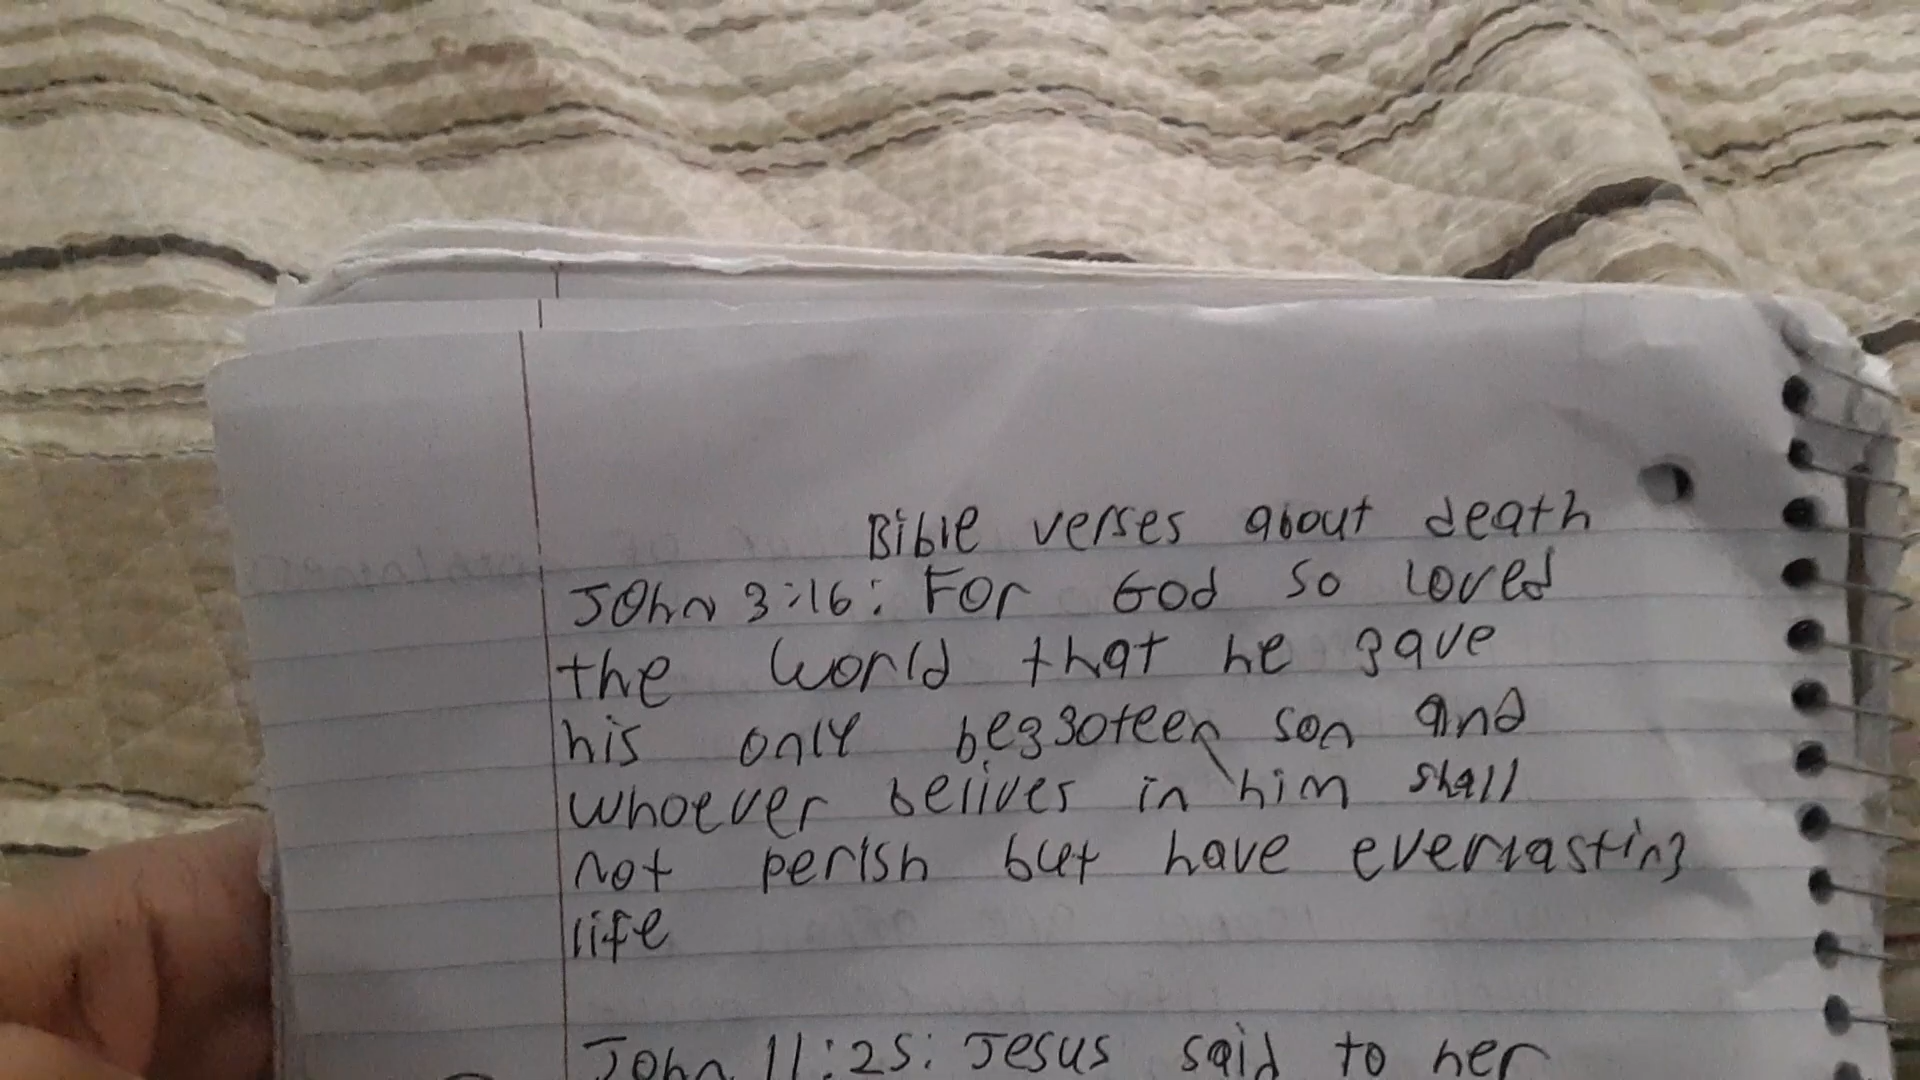 Bible verses about death
John 3:16: For God so loved
the world that he gave
his only beggoteen son and
whoever belives in him shall
not perish but have everlasting
life
John 11:25: Jesus said to her